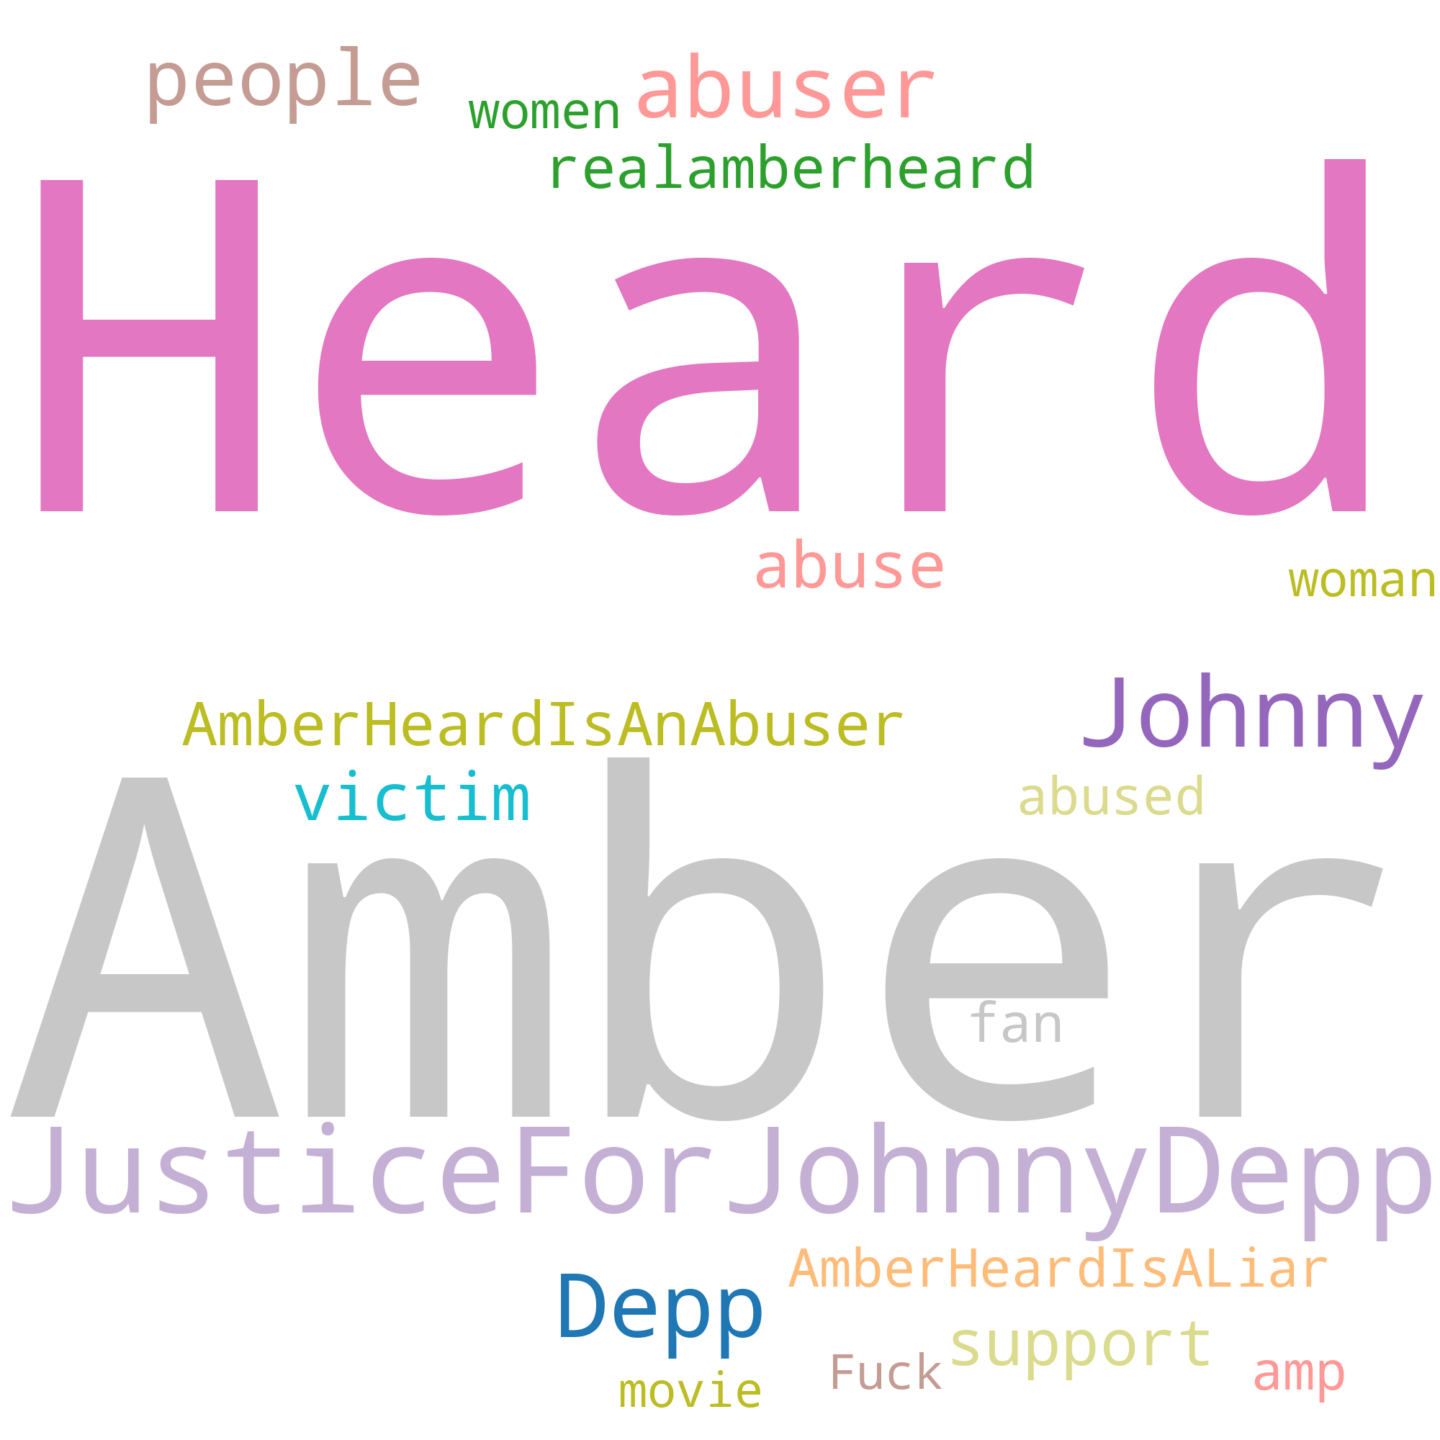 people
women abuser
realamberheard
Heard
abuse
woman
Johnny
AmberHeardIsAnAbuser
victim
abused
Amber
fan
JusticeForJohnnyDepp
AmberHeardIsALiar
Depp
support
Fuck
amp
movie